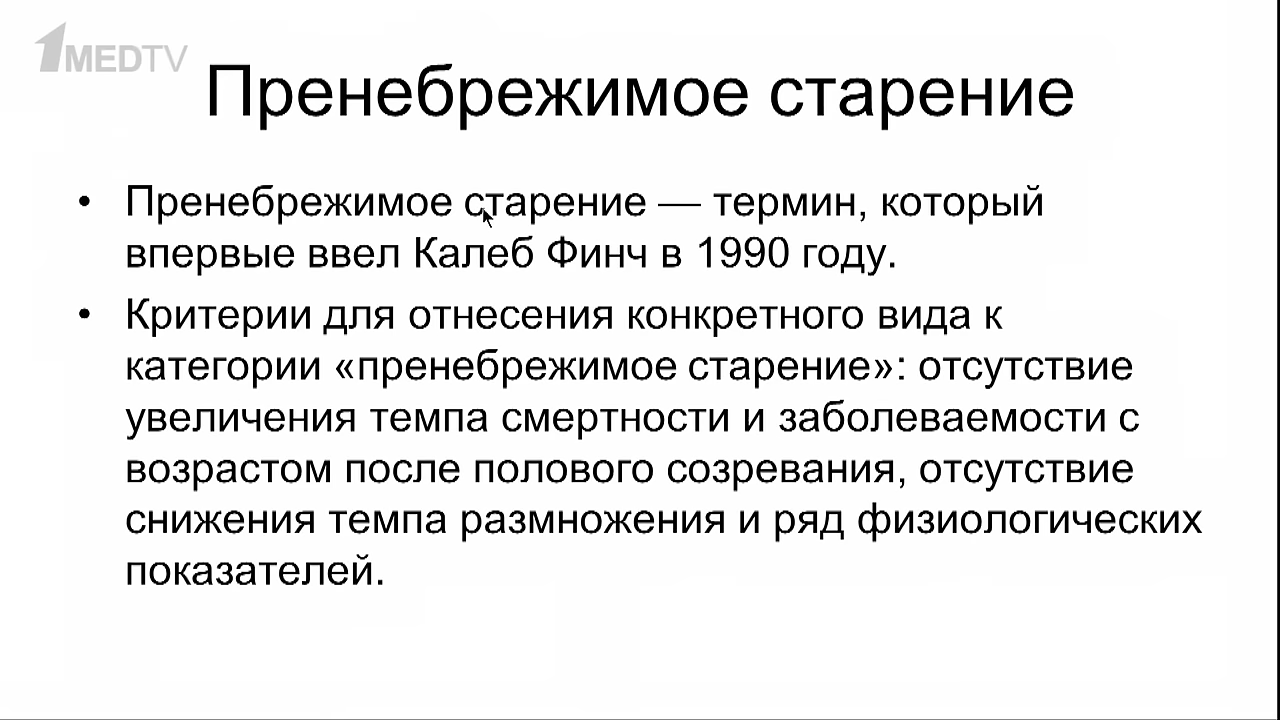 1MEDTV
Пренебрежимое старение
• Пренебрежимое старение — термин, который
впервые ввел Калеб Финч в 1990 году.
• Критерии для отнесения конкретного вида к
категории «пренебрежимое старение»: отсутствие
увеличения темпа смертности и заболеваемости с
возрастом после полового созревания, отсутствие
снижения темпа размножения и ряд физиологических
показателей.